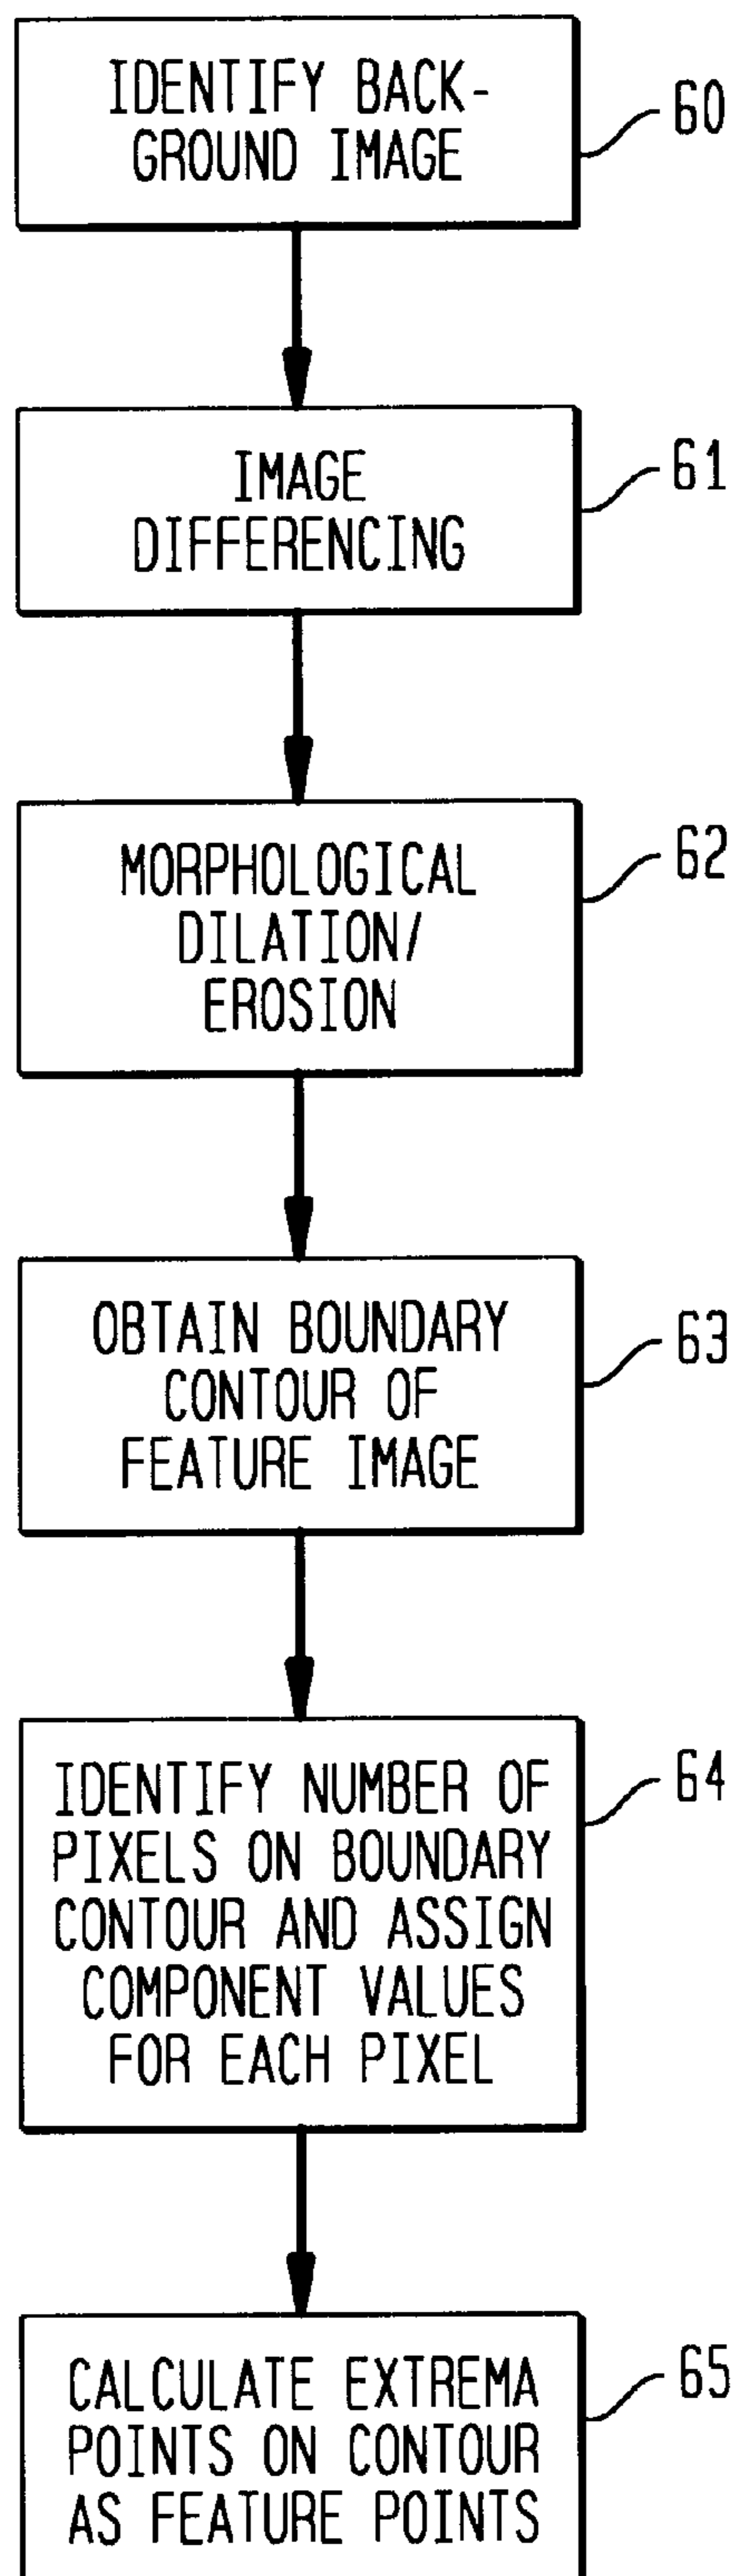 IDENTIFY BACK-
GROUND IMAGE
60
IMAGE
DIFFERENCING
61
MORPHOLOGICAL
DILATION/
EROSION
62
OBTAIN BOUNDARY
CONTOUR OF
FEATURE IMAGE
63
IDENTIFY NUMBER OF
PIXELS ON BOUNDARY
CONTOUR AND ASSIGN
COMPONENT VALUES
FOR EACH PIXEL
64
CALCULATE EXTREMA
POINTS ON CONTOUR
AS FEATURE POINTS
65